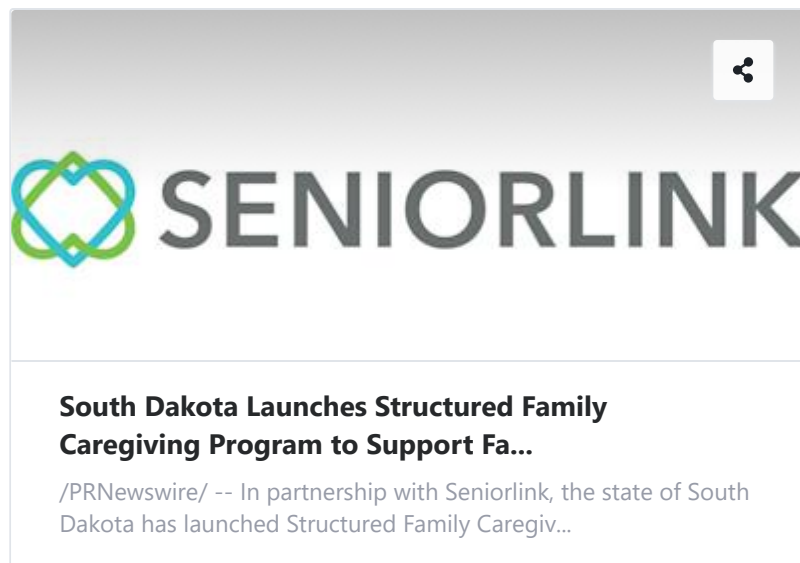 SENIORLINK
South Dakota Launches Structured Family
Caregiving Program to Support Fa...
/PRNewswire/ -- In partnership with Seniorlink, the state of South
Dakota has launched Structured Family Caregiv...